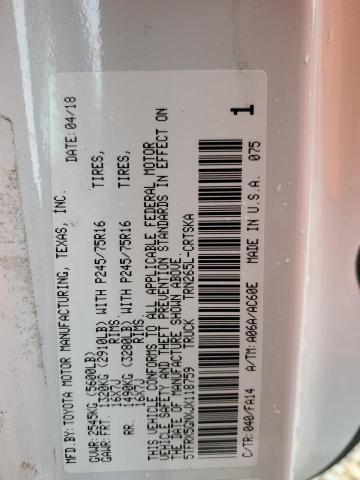 MFD.BY:TOYOTA MOTOR MANUFACTURING, TEXAS, INC. DATE: 04/18
GVWR:2545KG (5600LB)
GAWR:FRT. 1320KG (2910LB) WITH P245/75R16 TIRES,
16X7J RIMS.
RR. 1490KG (3280LB) WITH P245/75R16 TIRES,
16X7J RIMS.
THIS VEHICLE CONFORMS TO ALL APPLICABLE FEDERAL MOTOR
VEHICLE SAFETY AND THEFT PREVENTION STANDARDS IN EFFECT ON
THE DATE OF MANUFACTURE SHOWN ABOVE.
5TFRX5GNXJX110759 TRUCK TRN265L-CRTSKA
1
C/TR:040/FA14 A/TM:A06A/AC60E MADE IN U.S.A. 075